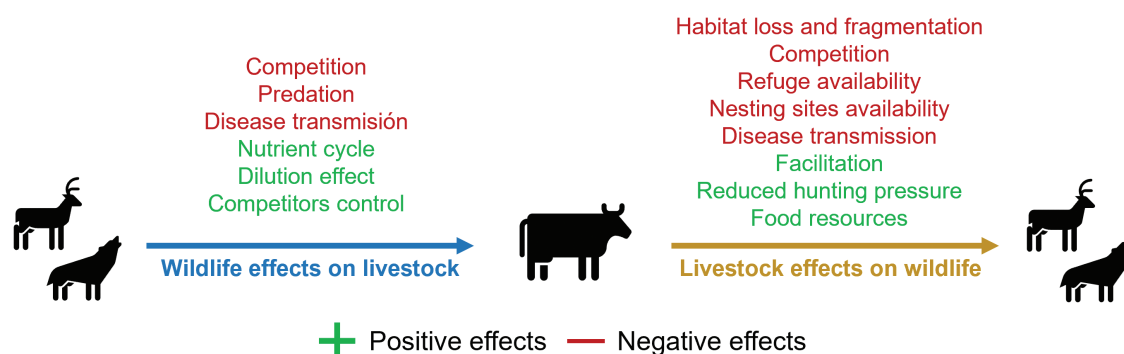 Competition
Predation
Disease transmisión
Nutrient cycle
Dilution effect
Competitors control
Wildlife effects on livestock
Habitat loss and fragmentation
Competition
Refuge availability
Nesting sites availability
Disease transmission
Facilitation
Reduced hunting pressure
Food resources
Livestock effects on wildlife
Positive effects
Negative effects